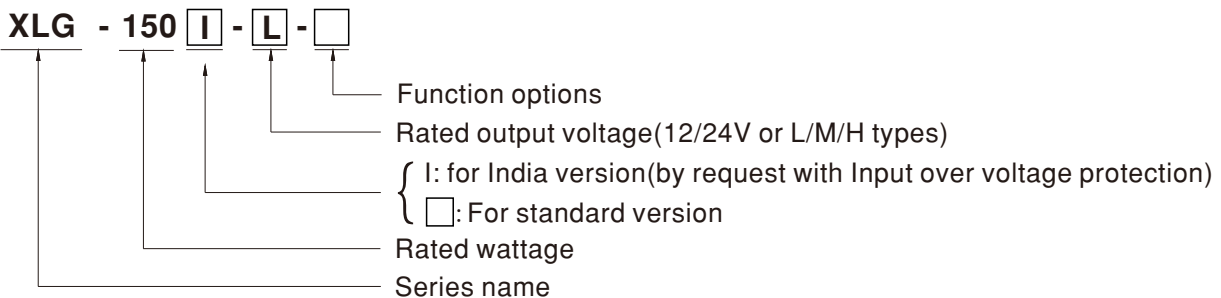 XLG - 150 I - L - □
Function options
Rated output voltage(12/24V or L/M/H types)
I: for India version(by request with Input over voltage protection)
□: For standard version
Rated wattage
Series name